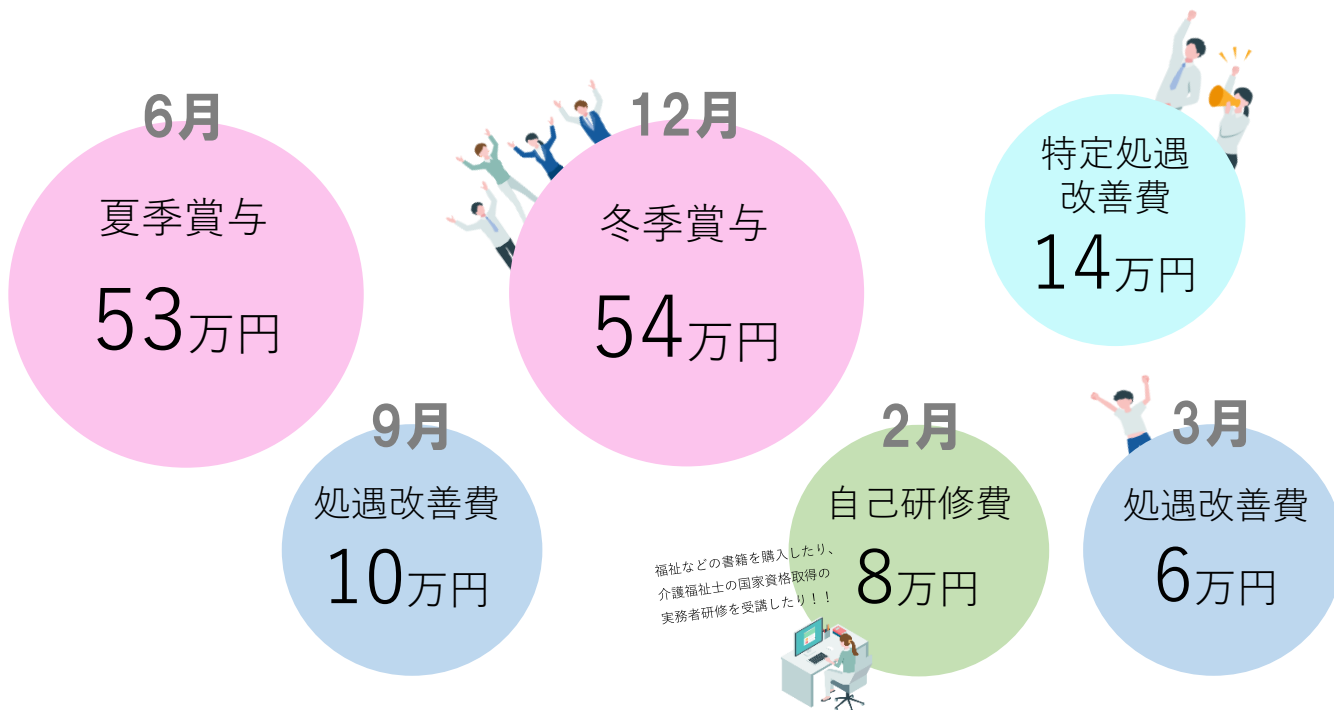 6月
夏季賞与
53万円
12月
冬季賞与
54万円
特定処遇
改善費
14万円
9月
処遇改善費
10万円
福祉などの書籍を購入したり、
介護福祉士の国家資格取得の
実務者研修を受講したり！！
2月
自己研修費
8万円
3月
処遇改善費
6万円